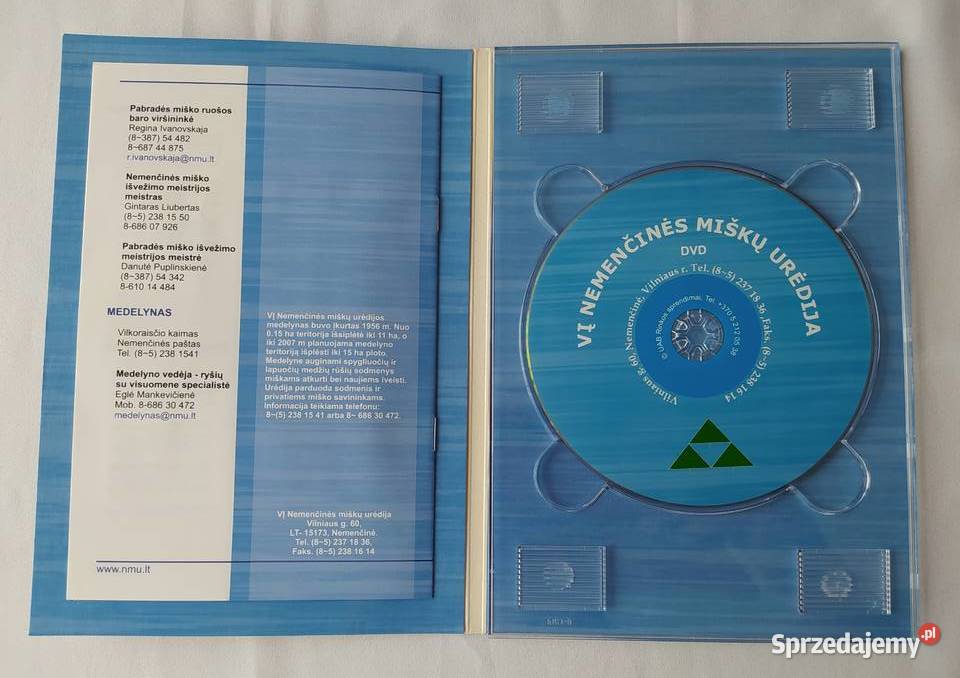 Pabradės miško ruošos
baro viršininkė
Regina Ivanovskaja
(8~387) 54 482
8~687 44 875
r.ivanovskaja@nmu.lt
Nemenčinės miško
išvežimo meistrijos
meistras
Gintaras Liubertas
(8~5) 238 15 50
8-686 07 926
Pabradės miško išvežimo
meistrijos meistrė
Danutė Puplinskienė
(8~387) 54 342
8-610 14 484
MEDELYNAS
Vilkoraisčio kaimas
Nemenčinės paštas
Tel. (8~5) 238 1541
Medelyno vedėja - ryšių
su visuomene specialistė
Eglė Mankevičienė
Mob. 8-686 30 472
medelynas@nmu.lt
www.nmu.lt
VĮ Nemenčinės miškų urėdijos
medelynas buvo įkurtas 1956 m. Nuo
0.15 ha teritorija išsiplėtė iki 11 ha, o
iki 2007 m planuojama medelyno
teritoriją išplėsti iki 15 ha ploto.
Medelyne auginami spygliuočių ir
lapuočių medžių rūšių sodmenys
miškams atkurti bei naujiems įveisti.
Urėdija parduoda sodmenis ir
privatiems miško savininkams.
Informacija teikiama telefonu:
8~(5) 238 15 41 arba 8~ 686 30 472.
VĮ Nemenčinės miškų urėdija
Vilniaus g. 60,
LT- 15173, Nemenčinė.
Tel. (8~5) 237 18 36,
Faks. (8~5) 238 16 14
VĮ NEMENČINĖS MIŠKŲ URĖDIJA
DVD
Vilniaus g. 60, Nemenčinė, Vilniaus r. Tel. (8~5) 237 18 36 ,Faks. (8~5) 238 16 14
© UAB Rinkos sprendimai, Tel. +370 5 212 05 38
Sprzedajemy.pl